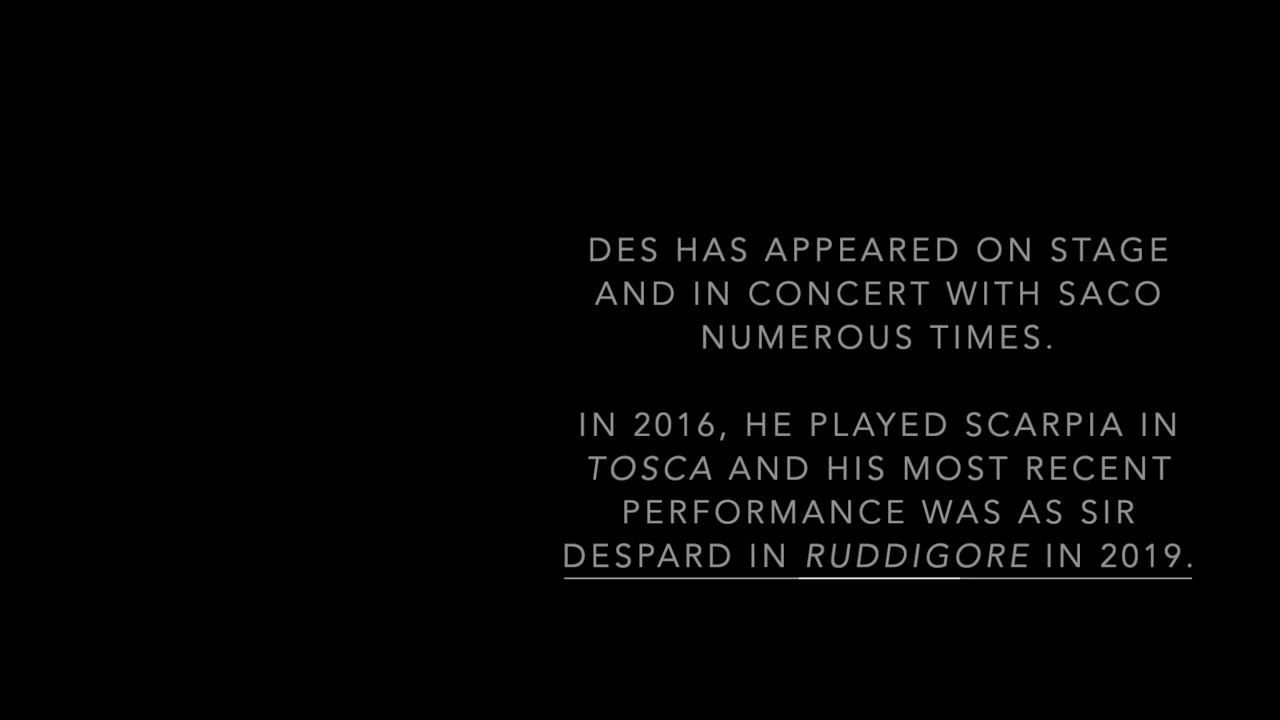 DES HAS APPEARED ON STAGE
AND IN CONCERT WITH SACO
NUMEROUS TIMES.
IN 2016, HE PLAYED SCARPIA IN
TOSCA AND HIS MOST RECENT
PERFORMANCE WAS AS SIR
DESPARD IN RUDDIGORE IN 2019.